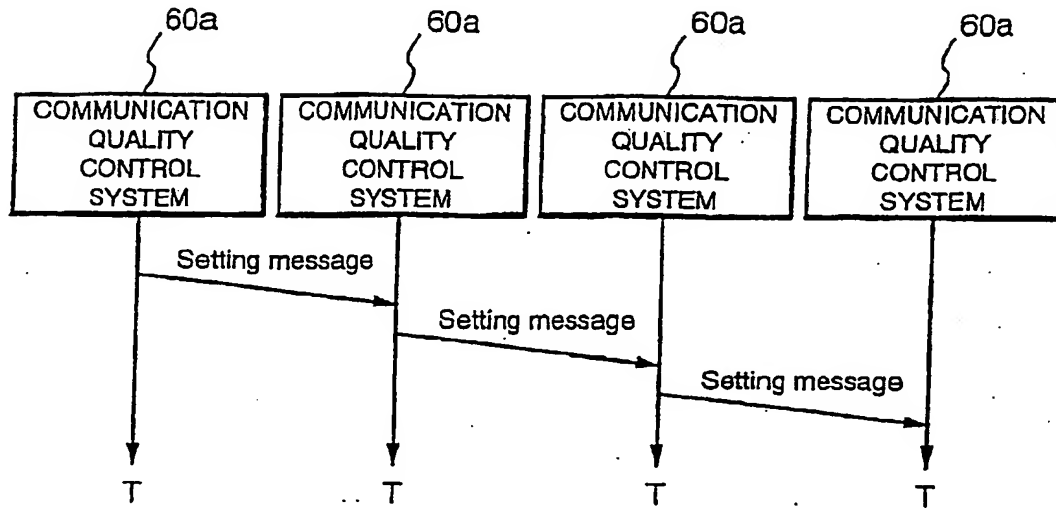 60a
60a
60a
60a
COMMUNICATION
QUALITY
CONTROL
SYSTEM
COMMUNICATION
QUALITY
CONTROL
SYSTEM
COMMUNICATION
QUALITY
CONTROL
SYSTEM
COMMUNICATION
QUALITY
CONTROL
SYSTEM
Setting message
Setting message
Setting message
T
T
T
T